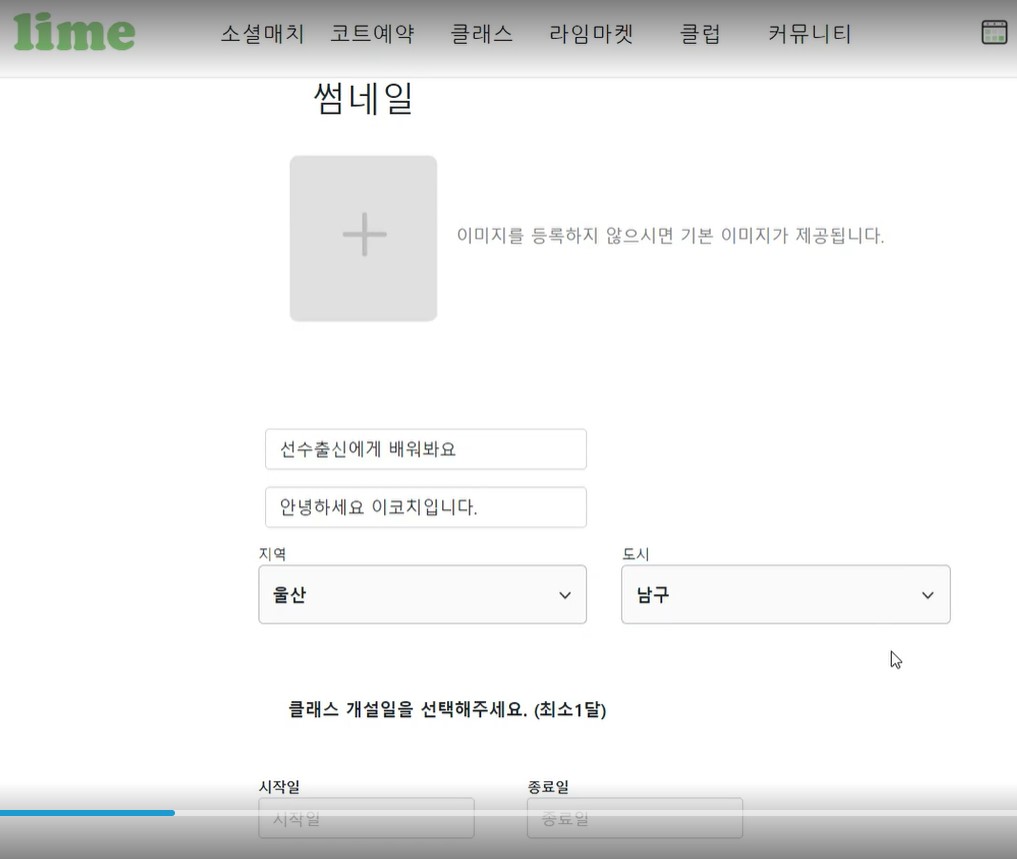 lime 소셜매치 코트예약 클래스 라임마켓 클럽 커뮤니티
썸네일
이미지를 등록하지 않으시면 기본 이미지가 제공됩니다.
선수출신에게 배워봐요
안녕하세요 이코치입니다.
지역 도시
울산 남구
클래스 개설일을 선택해주세요. (최소1달)
시작일 종료일
시작일 종료일